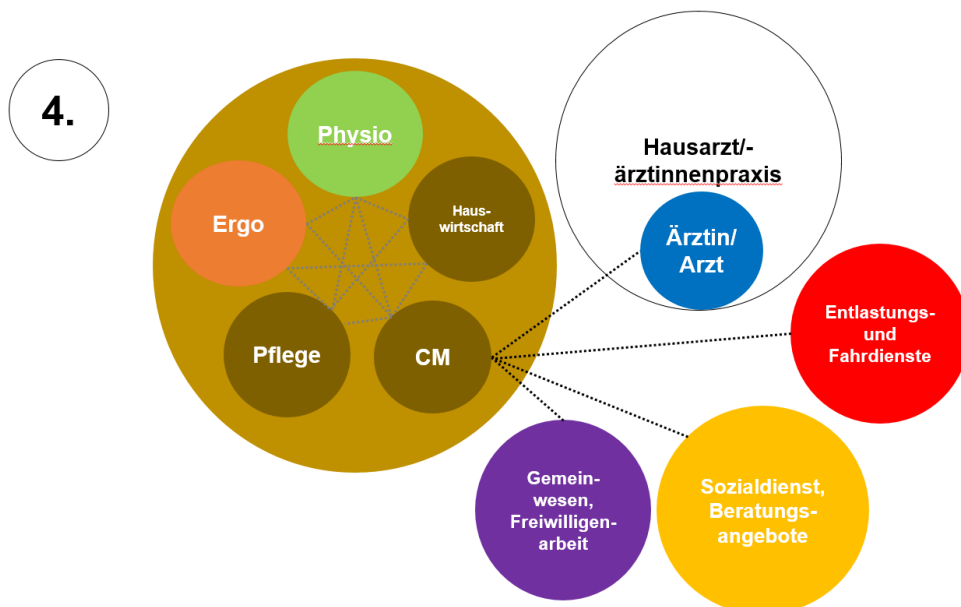 4.
Physio
Ergo
Haus-
wirtschaft
Pflege
CM
Hausarzt/-
ärztinnenpraxis
Ärztin/
Arzt
Entlastungs-
und
Fahrdienste
Gemein-
wesen,
Freiwilligen-
arbeit
Sozialdienst,
Beratungs-
angebote